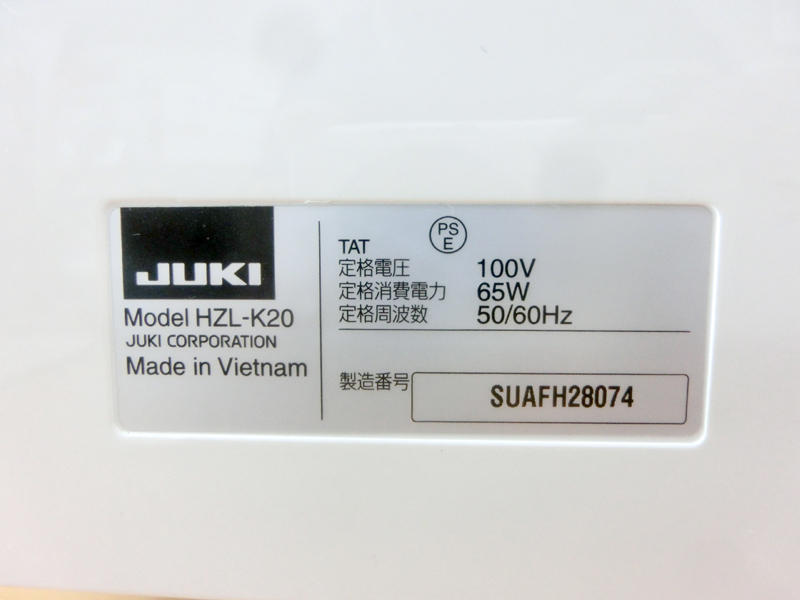 JUKI
Model HZL-K20
JUKI CORPORATION
Made in Vietnam
PS
E
TAT
定格電圧 100V
定格消費電力 65W
定格周波数 50/60Hz
製造番号 SUAFH28074